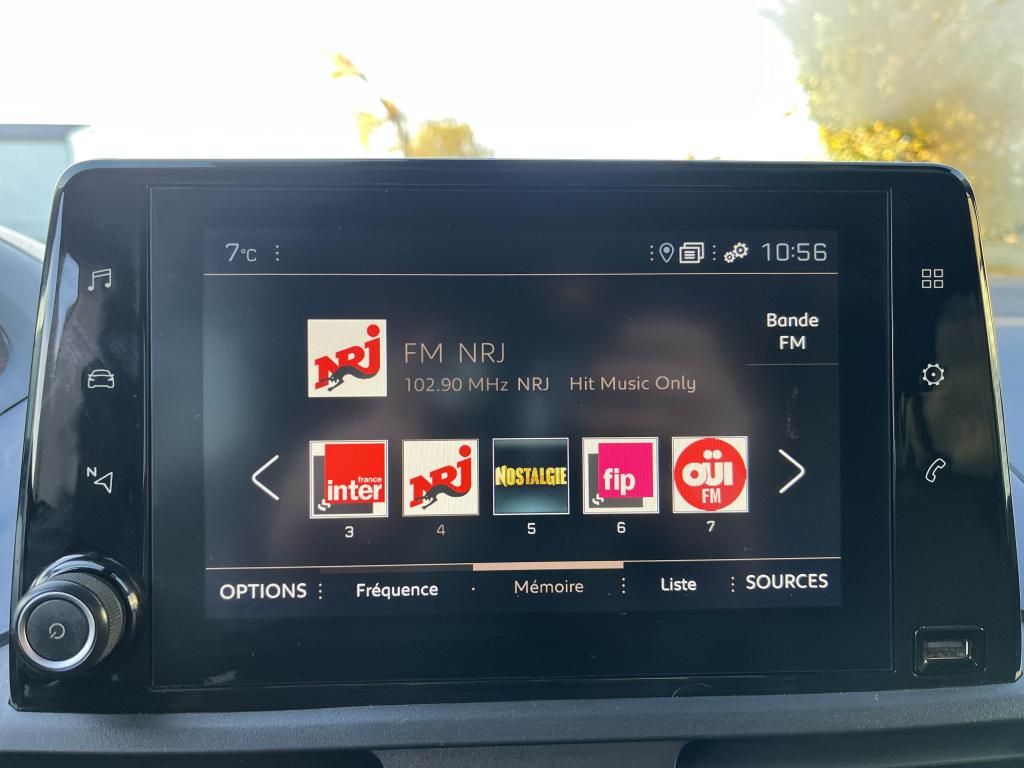 7°C
10:56
Bande
FM
NRJ
FM NRJ
102.90 MHz NRJ Hit Music Only
france
inter
NRJ
NOSTALGIE
fip
OÜI
FM
3 4 5 6 7
OPTIONS Fréquence Mémoire Liste SOURCES
N